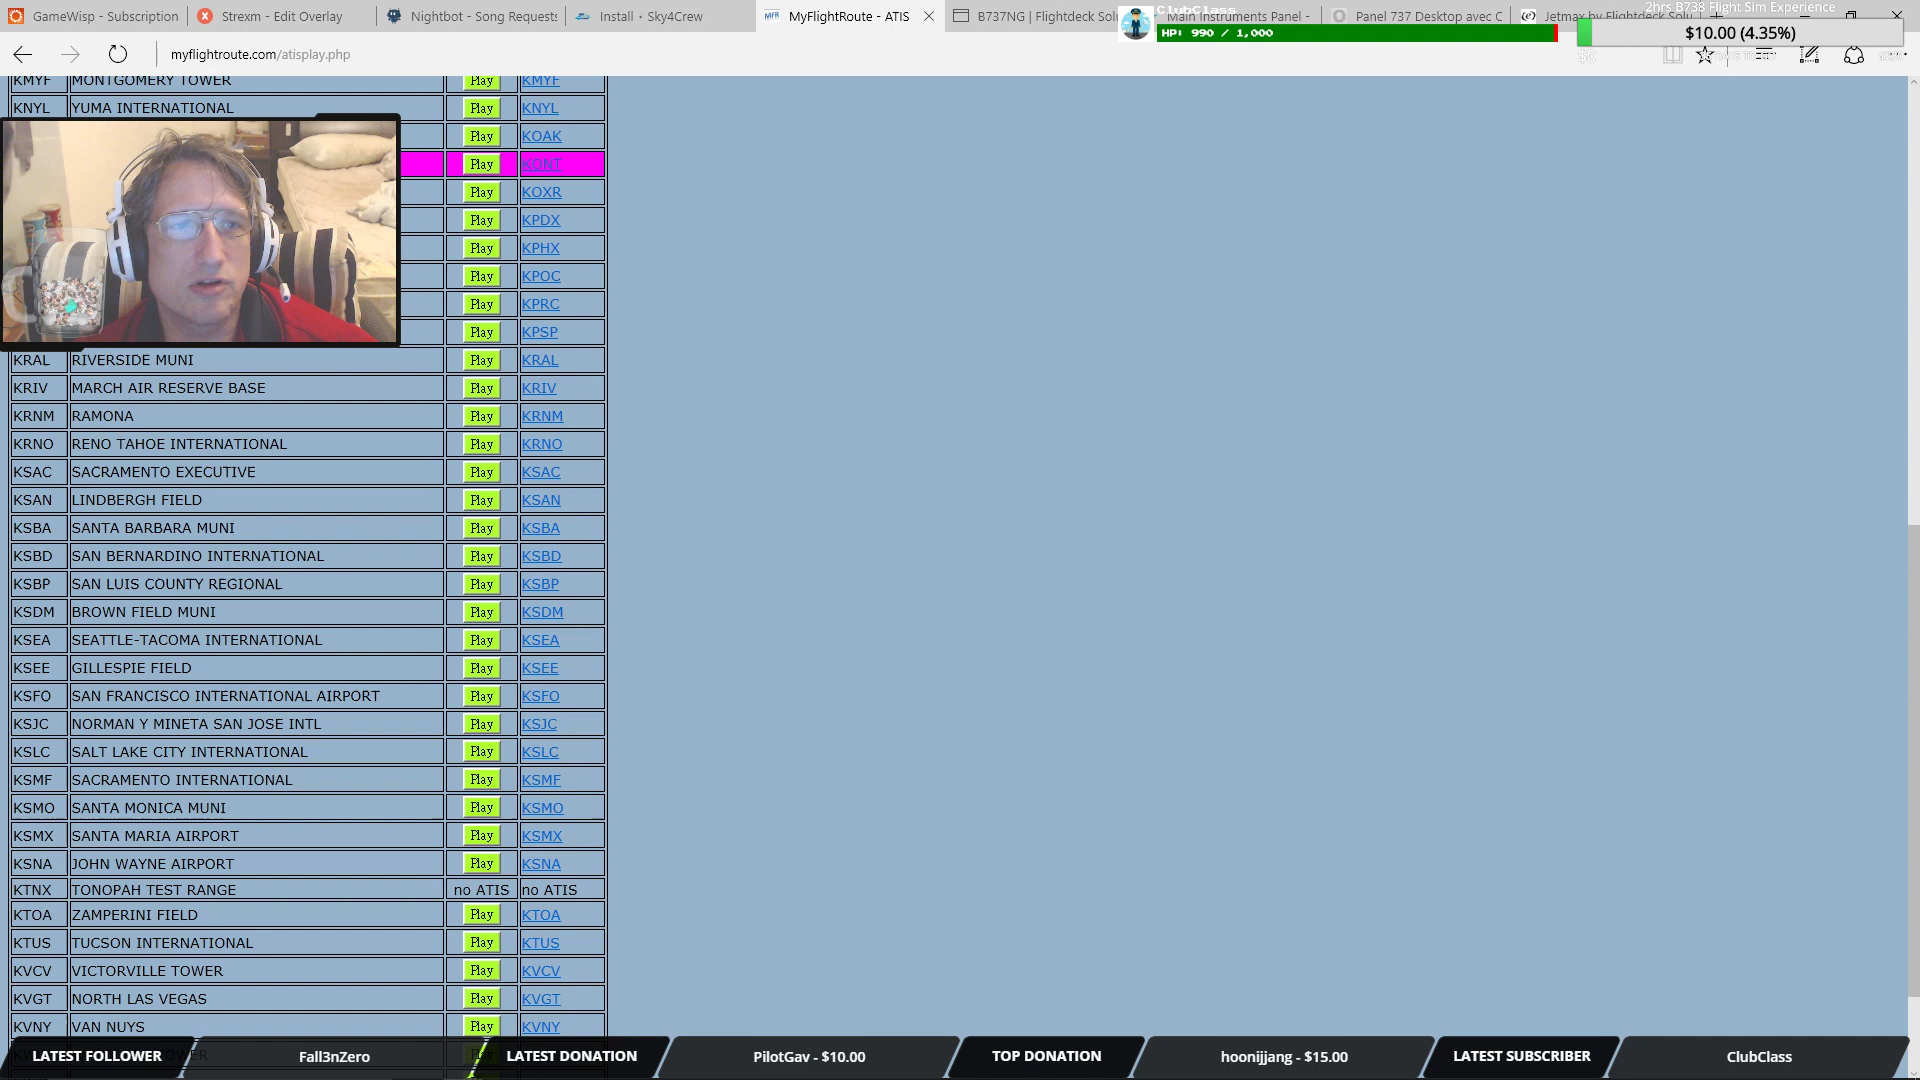 GameWisp - Subscription
Strexm - Edit Overlay
Nightbot - Song Requests
Install · Sky4Crew
MFR MyFlightRoute - ATIS
B737NG | Flightdeck Solu
Main Instruments Panel -
Panel 737 Desktop avec C
Jetmax by Flightdeck Solu
ClubClass
HP: 990 / 1,000
2hrs B738 Flight Sim Experience
$10.00 (4.35%)
$0
myflightroute.com/atisplay.php
KMYF MONTGOMERY TOWER Play KMYF
KNYL YUMA INTERNATIONAL Play KNYL
Play KOAK
Play KONT
Play KOXR
Play KPDX
Play KPHX
Play KPOC
Play KPRC
Play KPSP
KRAL RIVERSIDE MUNI Play KRAL
KRIV MARCH AIR RESERVE BASE Play KRIV
KRNM RAMONA Play KRNM
KRNO RENO TAHOE INTERNATIONAL Play KRNO
KSAC SACRAMENTO EXECUTIVE Play KSAC
KSAN LINDBERGH FIELD Play KSAN
KSBA SANTA BARBARA MUNI Play KSBA
KSBD SAN BERNARDINO INTERNATIONAL Play KSBD
KSBP SAN LUIS COUNTY REGIONAL Play KSBP
KSDM BROWN FIELD MUNI Play KSDM
KSEA SEATTLE-TACOMA INTERNATIONAL Play KSEA
KSEE GILLESPIE FIELD Play KSEE
KSFO SAN FRANCISCO INTERNATIONAL AIRPORT Play KSFO
KSJC NORMAN Y MINETA SAN JOSE INTL Play KSJC
KSLC SALT LAKE CITY INTERNATIONAL Play KSLC
KSMF SACRAMENTO INTERNATIONAL Play KSMF
KSMO SANTA MONICA MUNI Play KSMO
KSMX SANTA MARIA AIRPORT Play KSMX
KSNA JOHN WAYNE AIRPORT Play KSNA
KTNX TONOPAH TEST RANGE no ATIS no ATIS
KTOA ZAMPERINI FIELD Play KTOA
KTUS TUCSON INTERNATIONAL Play KTUS
KVCV VICTORVILLE TOWER Play KVCV
KVGT NORTH LAS VEGAS Play KVGT
KVNY VAN NUYS Play KVNY
LATEST FOLLOWER Fall3nZero LATEST DONATION PilotGav - $10.00 TOP DONATION hoonijjang - $15.00 LATEST SUBSCRIBER ClubClass